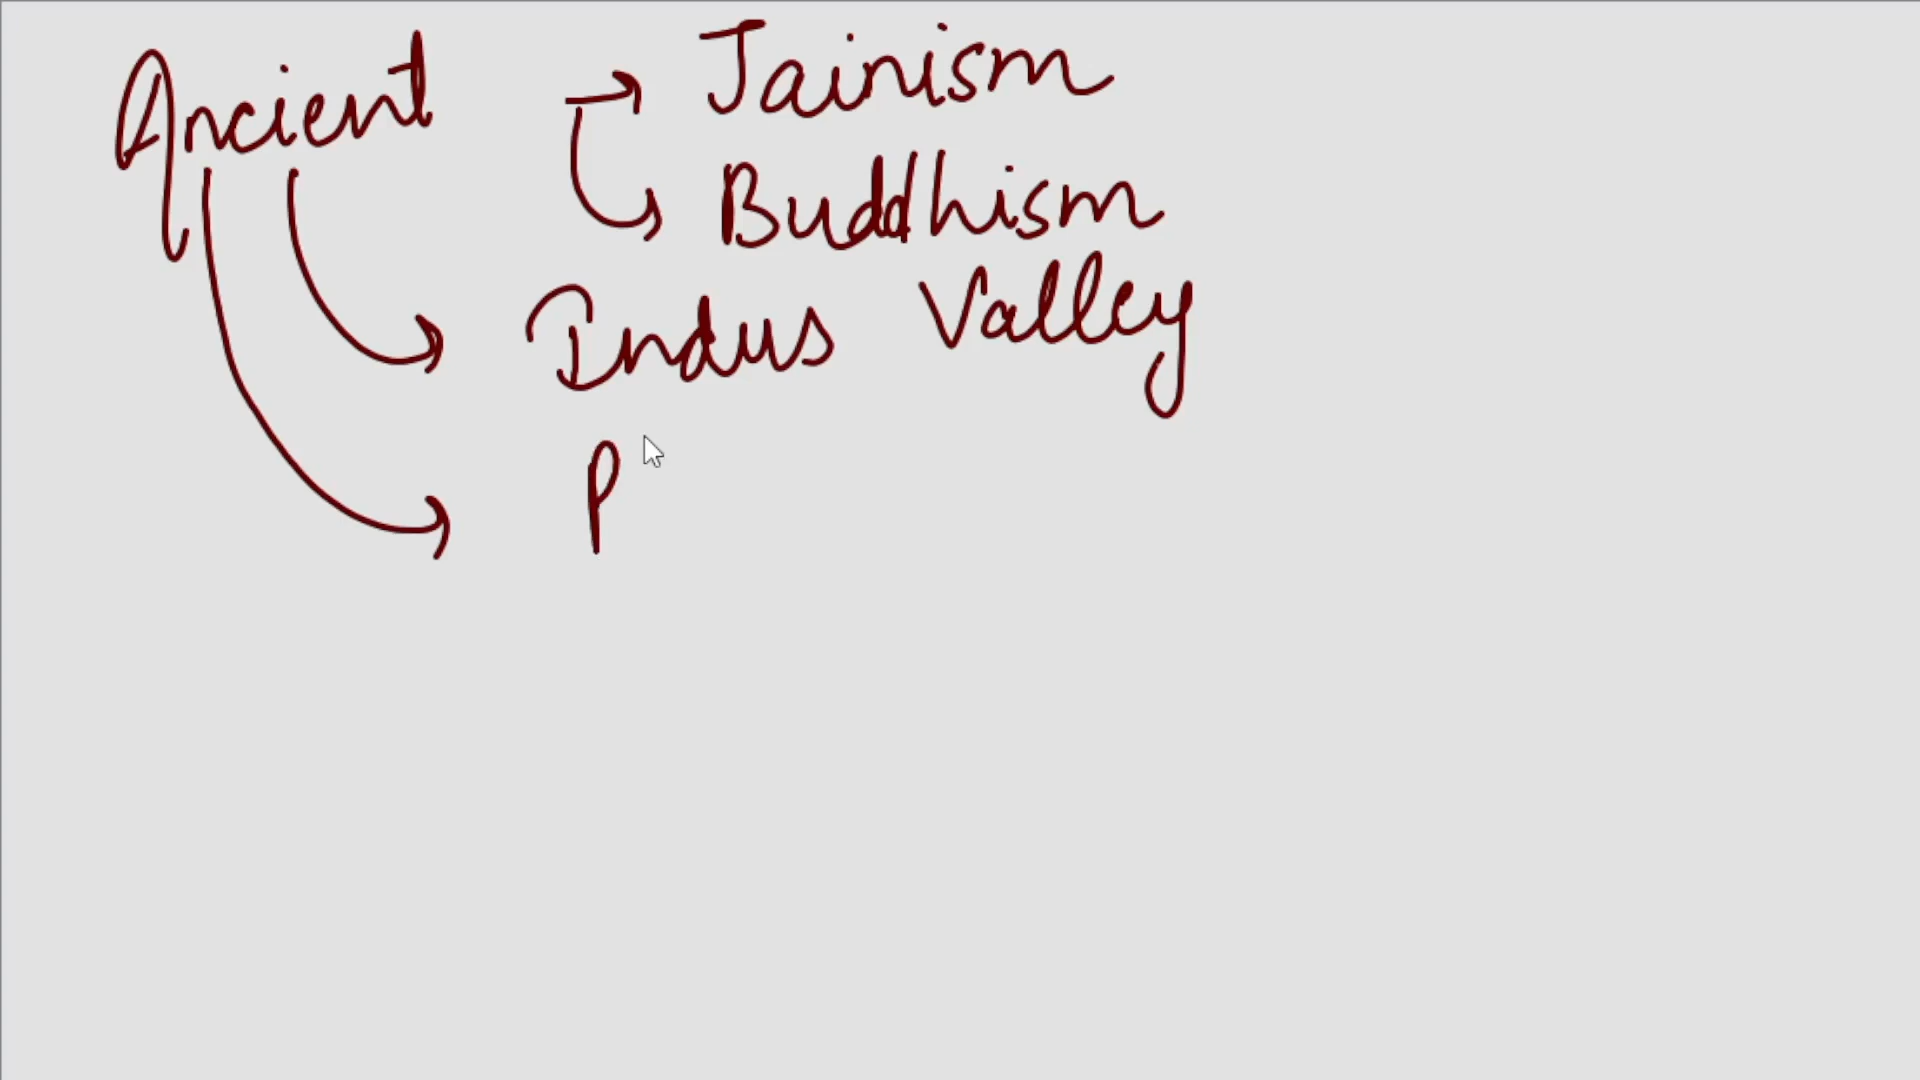 Ancient → Jainism
Buddhism
Indus Valley
P